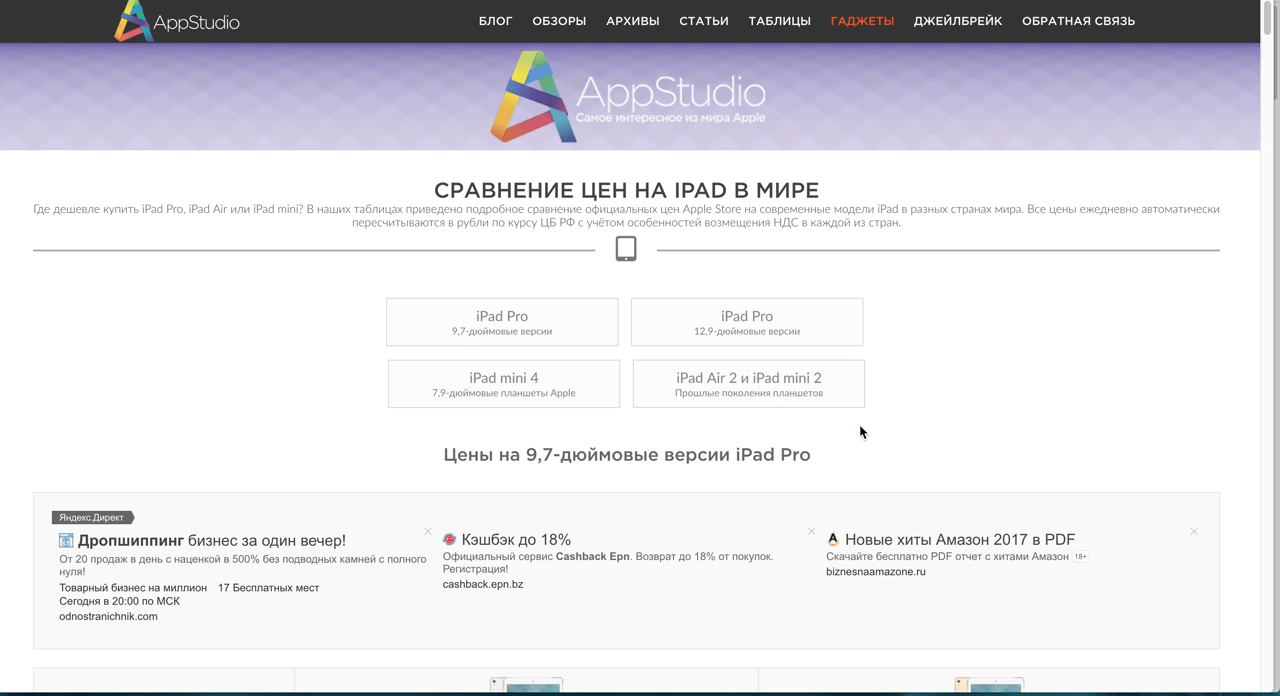 AppStudio
БЛОГ ОБЗОРЫ АРХИВЫ СТАТЬИ ТАБЛИЦЫ ГАДЖЕТЫ ДЖЕЙЛБРЕЙК ОБРАТНАЯ СВЯЗЬ
AppStudio
Самое интересное из мира Apple
СРАВНЕНИЕ ЦЕН НА IPAD В МИРЕ
Где дешевле купить iPad Pro, iPad Air или iPad mini? В наших таблицах приведено подробное сравнение официальных цен Apple Store на современные модели iPad в разных странах мира. Все цены ежедневно автоматически
пересчитываются в рубли по курсу ЦБ РФ с учётом особенностей возмещения НДС в каждой из стран.
iPad Pro
9,7-дюймовые версии
iPad Pro
12,9-дюймовые версии
iPad mini 4
7,9-дюймовые планшеты Apple
iPad Air 2 и iPad mini 2
Прошлые поколения планшетов
Цены на 9,7-дюймовые версии iPad Pro
Яндекс.Директ
Дропшиппинг бизнес за один вечер!
От 20 продаж в день с наценкой в 500% без подводных камней с полного
нуля!
Товарный бизнес на миллион 17 Бесплатных мест
Сегодня в 20:00 по МСК
odnostranichnik.com
Кэшбэк до 18%
Официальный сервис Cashback Epn. Возврат до 18% от покупок.
Регистрация!
cashback.epn.bz
Новые хиты Амазон 2017 в PDF
Скачайте бесплатно PDF отчет с хитами Амазон 18+
biznesnaamazone.ru